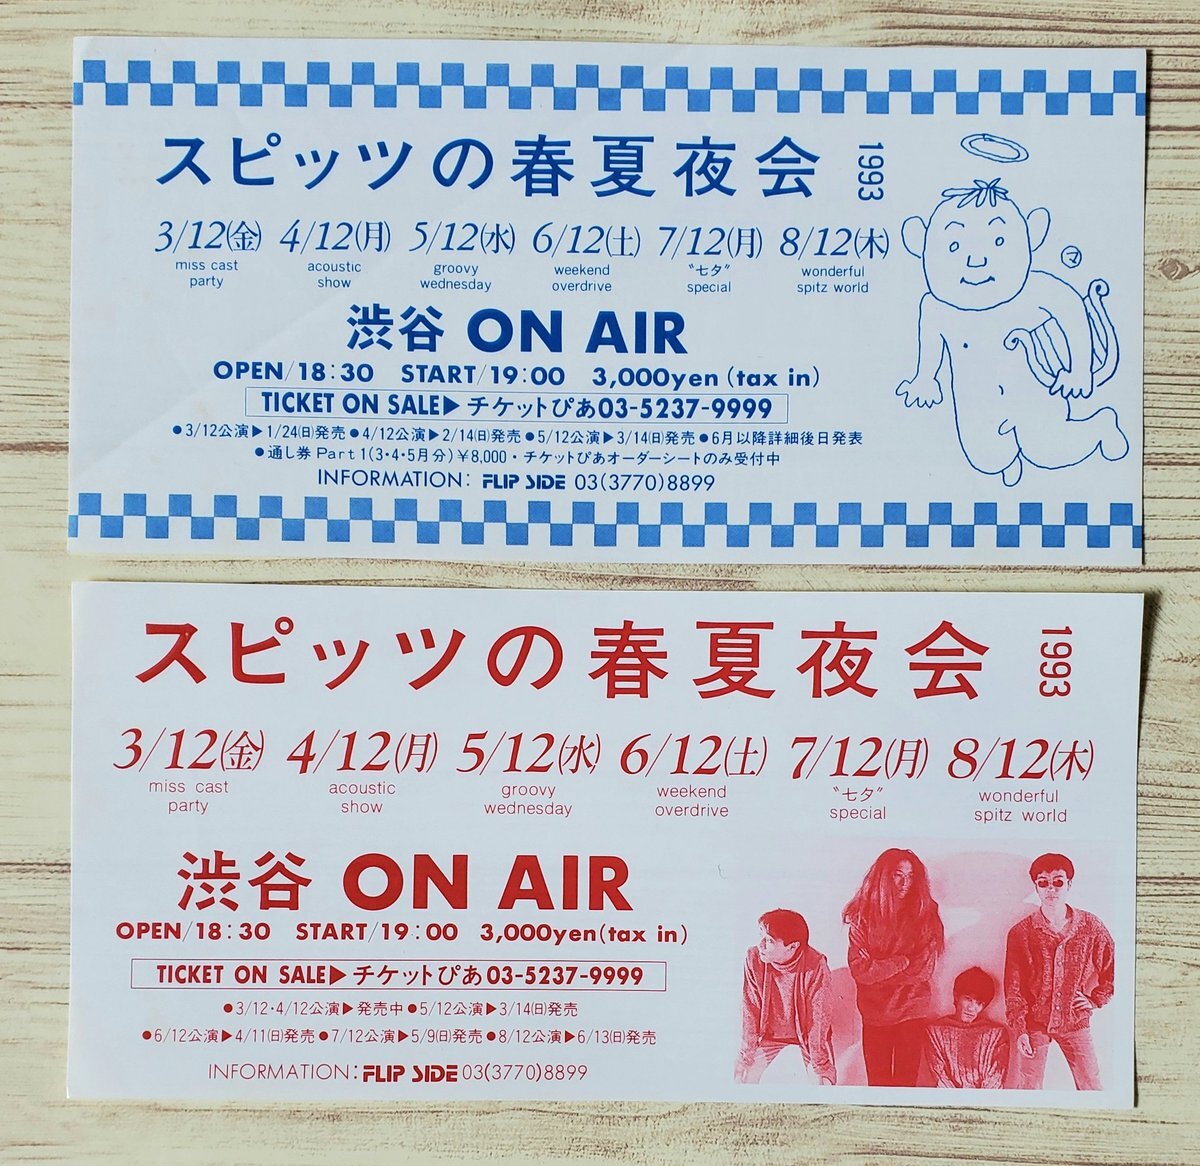 スピッツの春夏夜会 1993
3/12(金) 4/12(月) 5/12(水) 6/12(土) 7/12(月) 8/12(木)
miss cast party acoustic show groovy wednesday weekend overdrive "七夕" special wonderful spitz world
マ
渋谷 ON AIR
OPEN/18:30 START/19:00 3,000yen (tax in)
TICKET ON SALE▶チケットぴあ03-5237-9999
●3/12公演▶1/24(日)発売●4/12公演▶2/14(日)発売●5/12公演▶3/14(日)発売●6月以降詳細後日発表
●通し券 Part 1(3・4・5月分)¥8,000・チケットぴあオーダーシートのみ受付中
INFORMATION: FLIP SIDE 03(3770)8899
スピッツの春夏夜会 1993
3/12(金) 4/12(月) 5/12(水) 6/12(土) 7/12(月) 8/12(木)
miss cast party acoustic show groovy wednesday weekend overdrive "七夕" special wonderful spitz world
渋谷 ON AIR
OPEN/18:30 START/19:00 3,000yen(tax in)
TICKET ON SALE▶チケットぴあ03-5237-9999
●3/12・4/12公演▶発売中●5/12公演▶3/14(日)発売
●6/12公演▶4/11(日)発売●7/12公演▶5/9(日)発売●8/12公演▶6/13(日)発売
INFORMATION:FLIP SIDE 03(3770)8899